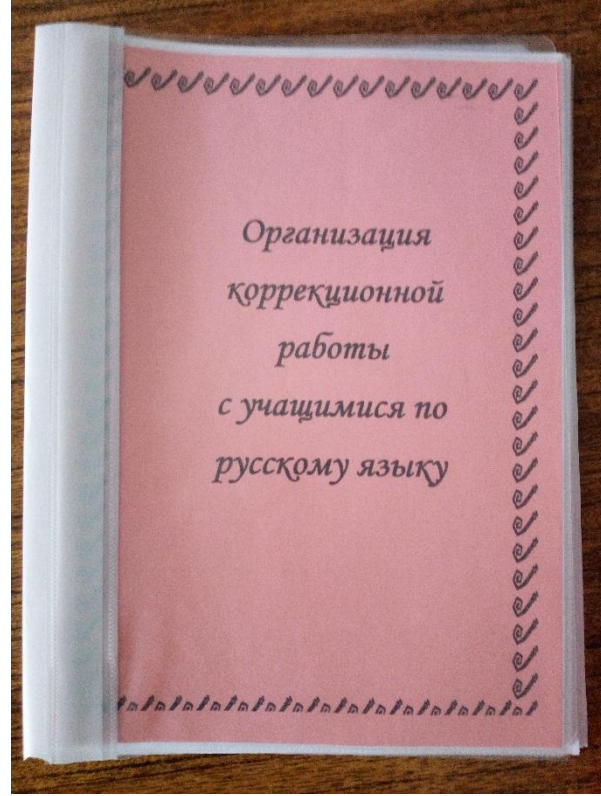 Организация
коррекционной
работы
с учащимися по
русскому языку